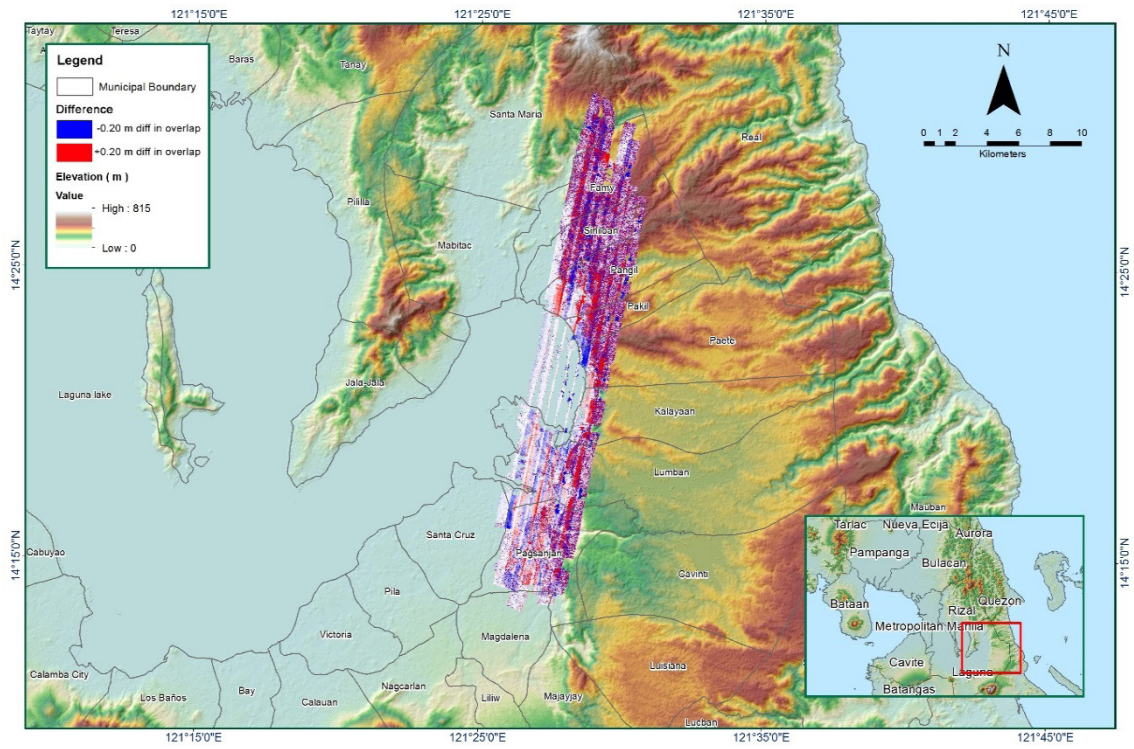 121°15'0"E
121°25'0"E
121°35'0"E
121°45'0"E
Taytay
Teresa
Baras
Tanay
Legend
Municipal Boundary
Difference
-0.20 m diff in overlap
+0.20 m diff in overlap
Elevation ( m )
Value
High : 815
Low : 0
N
0 1 2 4 6 8 10
Kilometers
Santa Maria
Real
Famy
Pililla
Siniloan
Mabitac
Pangil
14°25'0"N
14°25'0"N
Pakil
Paete
Jala-Jala
Laguna lake
Kalayaan
Lumban
Mauban
Santa Cruz
Cabuyao
Pagsanjan
14°15'0"N
14°15'0"N
Cavinti
Pila
Victoria
Magdalena
Luisiana
Calamba City
Los Baños
Bay
Calauan
Nagcarlan
Liliw
Majayjay
Lucban
Tarlac
Nueva Ecija
Aurora
Pampanga
Bulacan
Bataan
Rizal
Quezon
Metropolitan Manila
Cavite
Laguna
Batangas
121°15'0"E
121°25'0"E
121°35'0"E
121°45'0"E